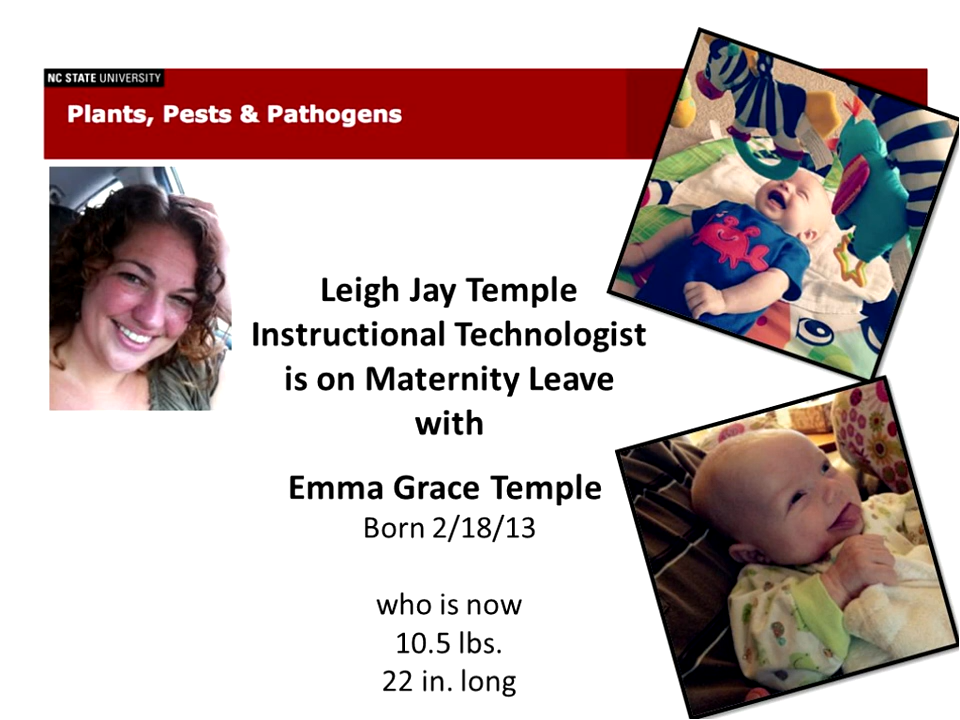 NC STATE UNIVERSITY
Plants, Pests & Pathogens
Leigh Jay Temple
Instructional Technologist
is on Maternity Leave
with
Emma Grace Temple
Born 2/18/13
who is now
10.5 lbs.
22 in. long